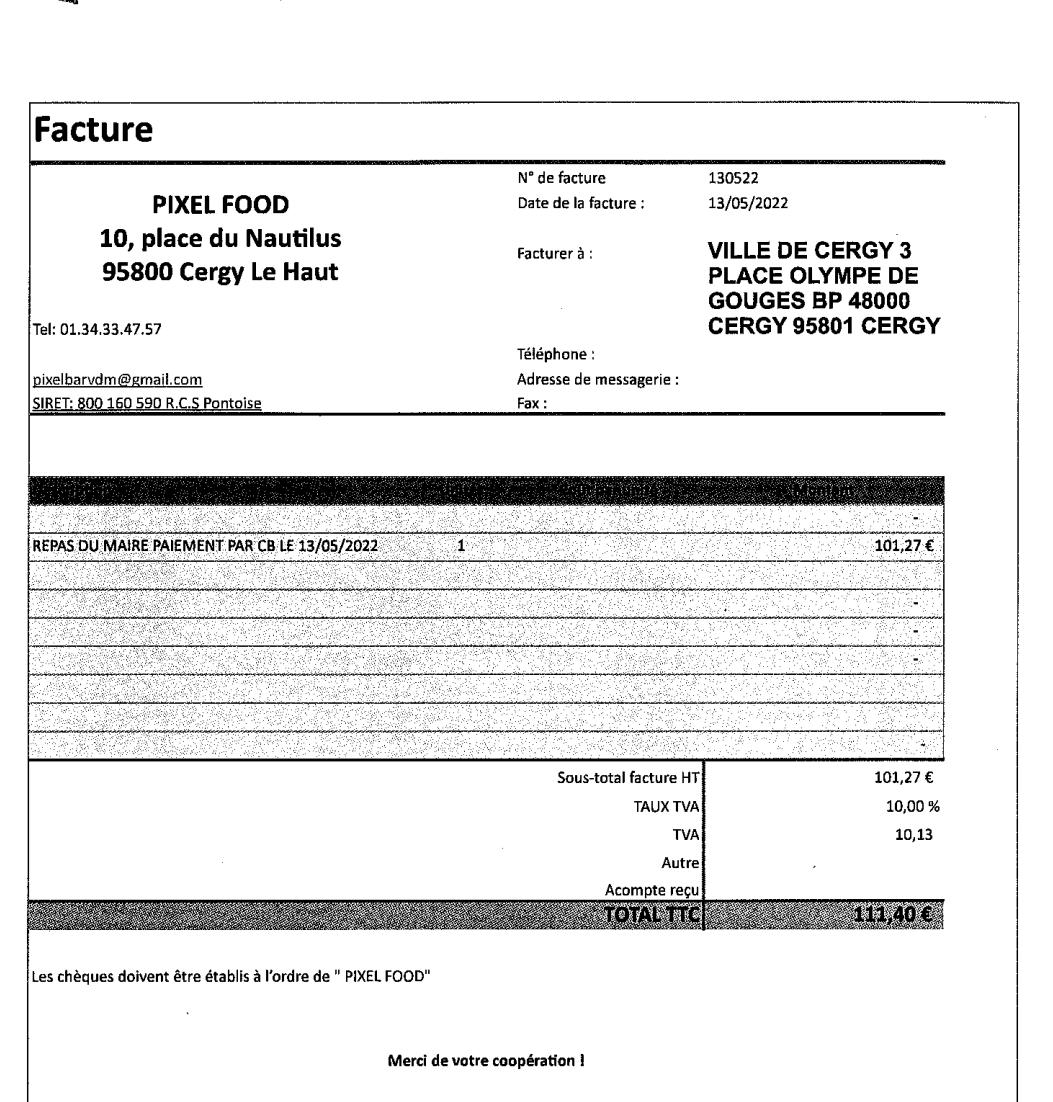 Facture
PIXEL FOOD
10, place du Nautilus
95800 Cergy Le Haut
Tel: 01.34.33.47.57
pixelbarvdm@gmail.com
SIRET: 800 160 590 R.C.S Pontoise
N° de facture 130522
Date de la facture : 13/05/2022
Facturer à : VILLE DE CERGY 3
PLACE OLYMPE DE
GOUGES BP 48000
CERGY 95801 CERGY
Téléphone :
Adresse de messagerie :
Fax :
Montant
-
REPAS DU MAIRE PAIEMENT PAR CB LE 13/05/2022 1 101,27 €
-
-
-
-
Sous-total facture HT 101,27 €
TAUX TVA 10,00 %
TVA 10,13
Autre
Acompte reçu
TOTAL TTC 111,40 €
Les chèques doivent être établis à l'ordre de " PIXEL FOOD"
Merci de votre coopération !